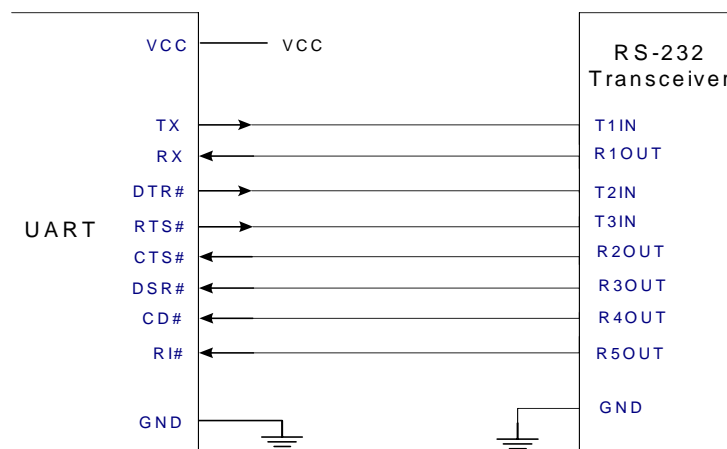 VCC
VCC
RS-232
Transceiver
TX
T1IN
RX
R1OUT
DTR#
T2IN
UART
RTS#
T3IN
CTS#
R2OUT
DSR#
R3OUT
CD#
R4OUT
RI#
R5OUT
GND
GND